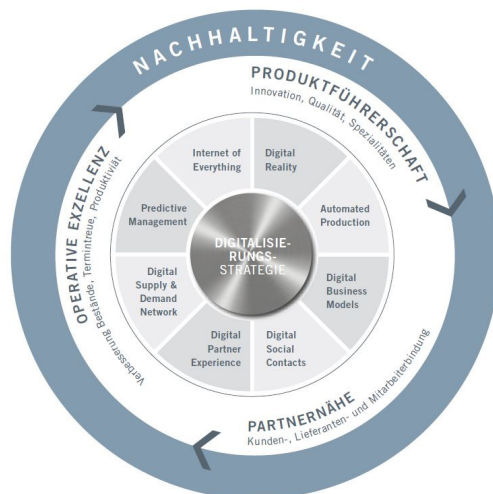 NACHHALTIGKEIT
PRODUKTFÜHRERSCHAFT
Innovation, Qualität, Spezialitäten
OPERATIVE EXZELLENZ
Verbesserung Bestände, Termintreue, Produktiviät
PARTNERNÄHE
Kunden-, Lieferanten- und Mitarbeiterbindung
Internet of
Everything
Digital
Reality
Automated
Production
Digital
Business
Models
Digital
Social
Contacts
Digital
Partner
Experience
Digital
Supply &
Demand
Network
Predictive
Management
DIGITALISIE-
RUNGS-
STRATEGIE